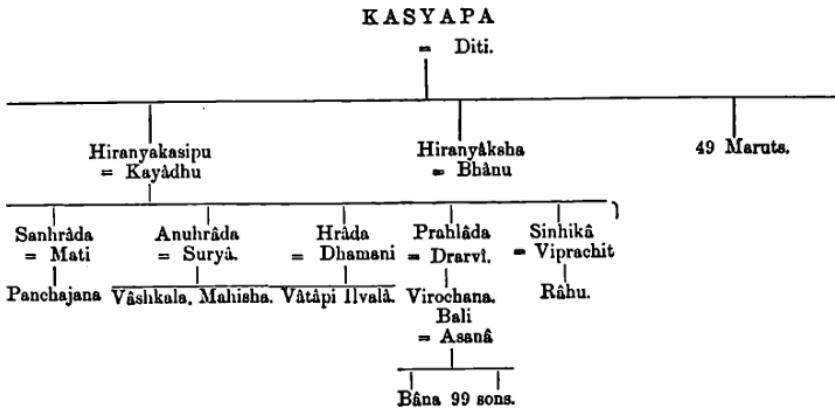 KASYAPA
= Diti.
Hiranyakasipu Hiranyâksha 49 Maruts.
= Kayâdhu = Bhânu
Sanhrâda Anuhrâda Hrâda Prahlâda Sinhikâ
= Mati = Suryâ. = Dhamani = Drarvî. = Viprachit
Panchajana Vâshkala. Mahisha. Vâtâpi Ilvalâ. Virochana. Râhu.
Bali
= Asanâ
Bâna 99 sons.